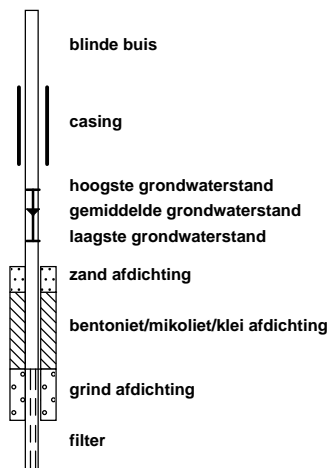 blinde buis
casing
hoogste grondwaterstand
gemiddelde grondwaterstand
laagste grondwaterstand
zand afdichting
bentoniet/mikoliet/klei afdichting
grind afdichting
filter